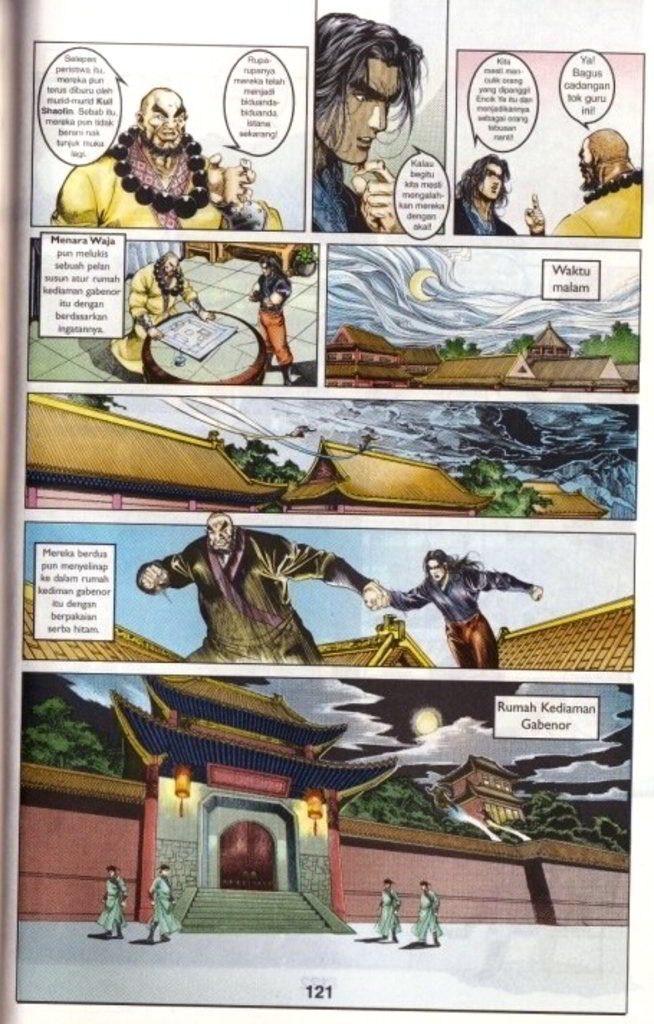 Selepas
peristiwa itu,
mereka pun
terus diburu oleh
murid-murid Kuil
Shaolin. Sebab itu
mereka pun tidak
berani nak
tunjuk muka
lagi.
Rupa-
rupanya
mereka telah
menjadi
biduanda-
biduanda,
istana
sekarang!
Kalau
begitu
kita mesti
mengalah-
kan mereka
dengan
akal!
Kita
mesti men-
culik orang
yang dipanggil
Encik Ya itu dan
menjadikannya
sebagai orang
tebusan
nanti!
Ya!
Bagus
cadangan
tok guru
ini!
Menara Waja
pun melukis
sebuah pelan
susun atur rumah
kediaman gabenor
itu dengan
berdasarkan
ingatannya.
Waktu
malam
Mereka berdua
pun menyelinap
ke dalam rumah
kediman gabenor
itu dengan
berpakaian
serba hitam.
Rumah Kediaman
Gabenor
121